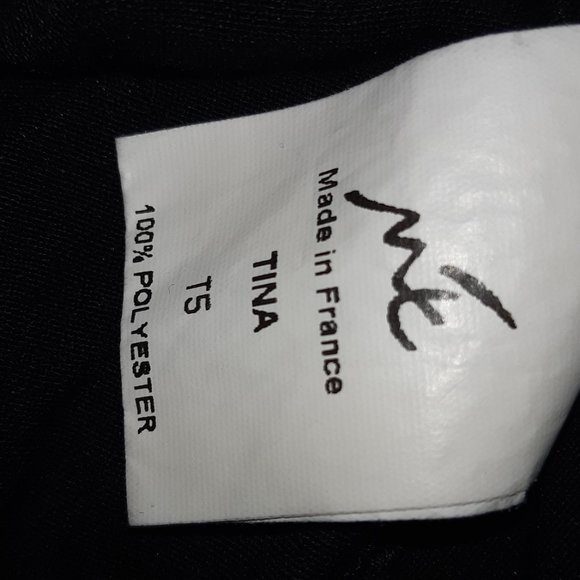 Made in France
TINA
T5
100% POLYESTER